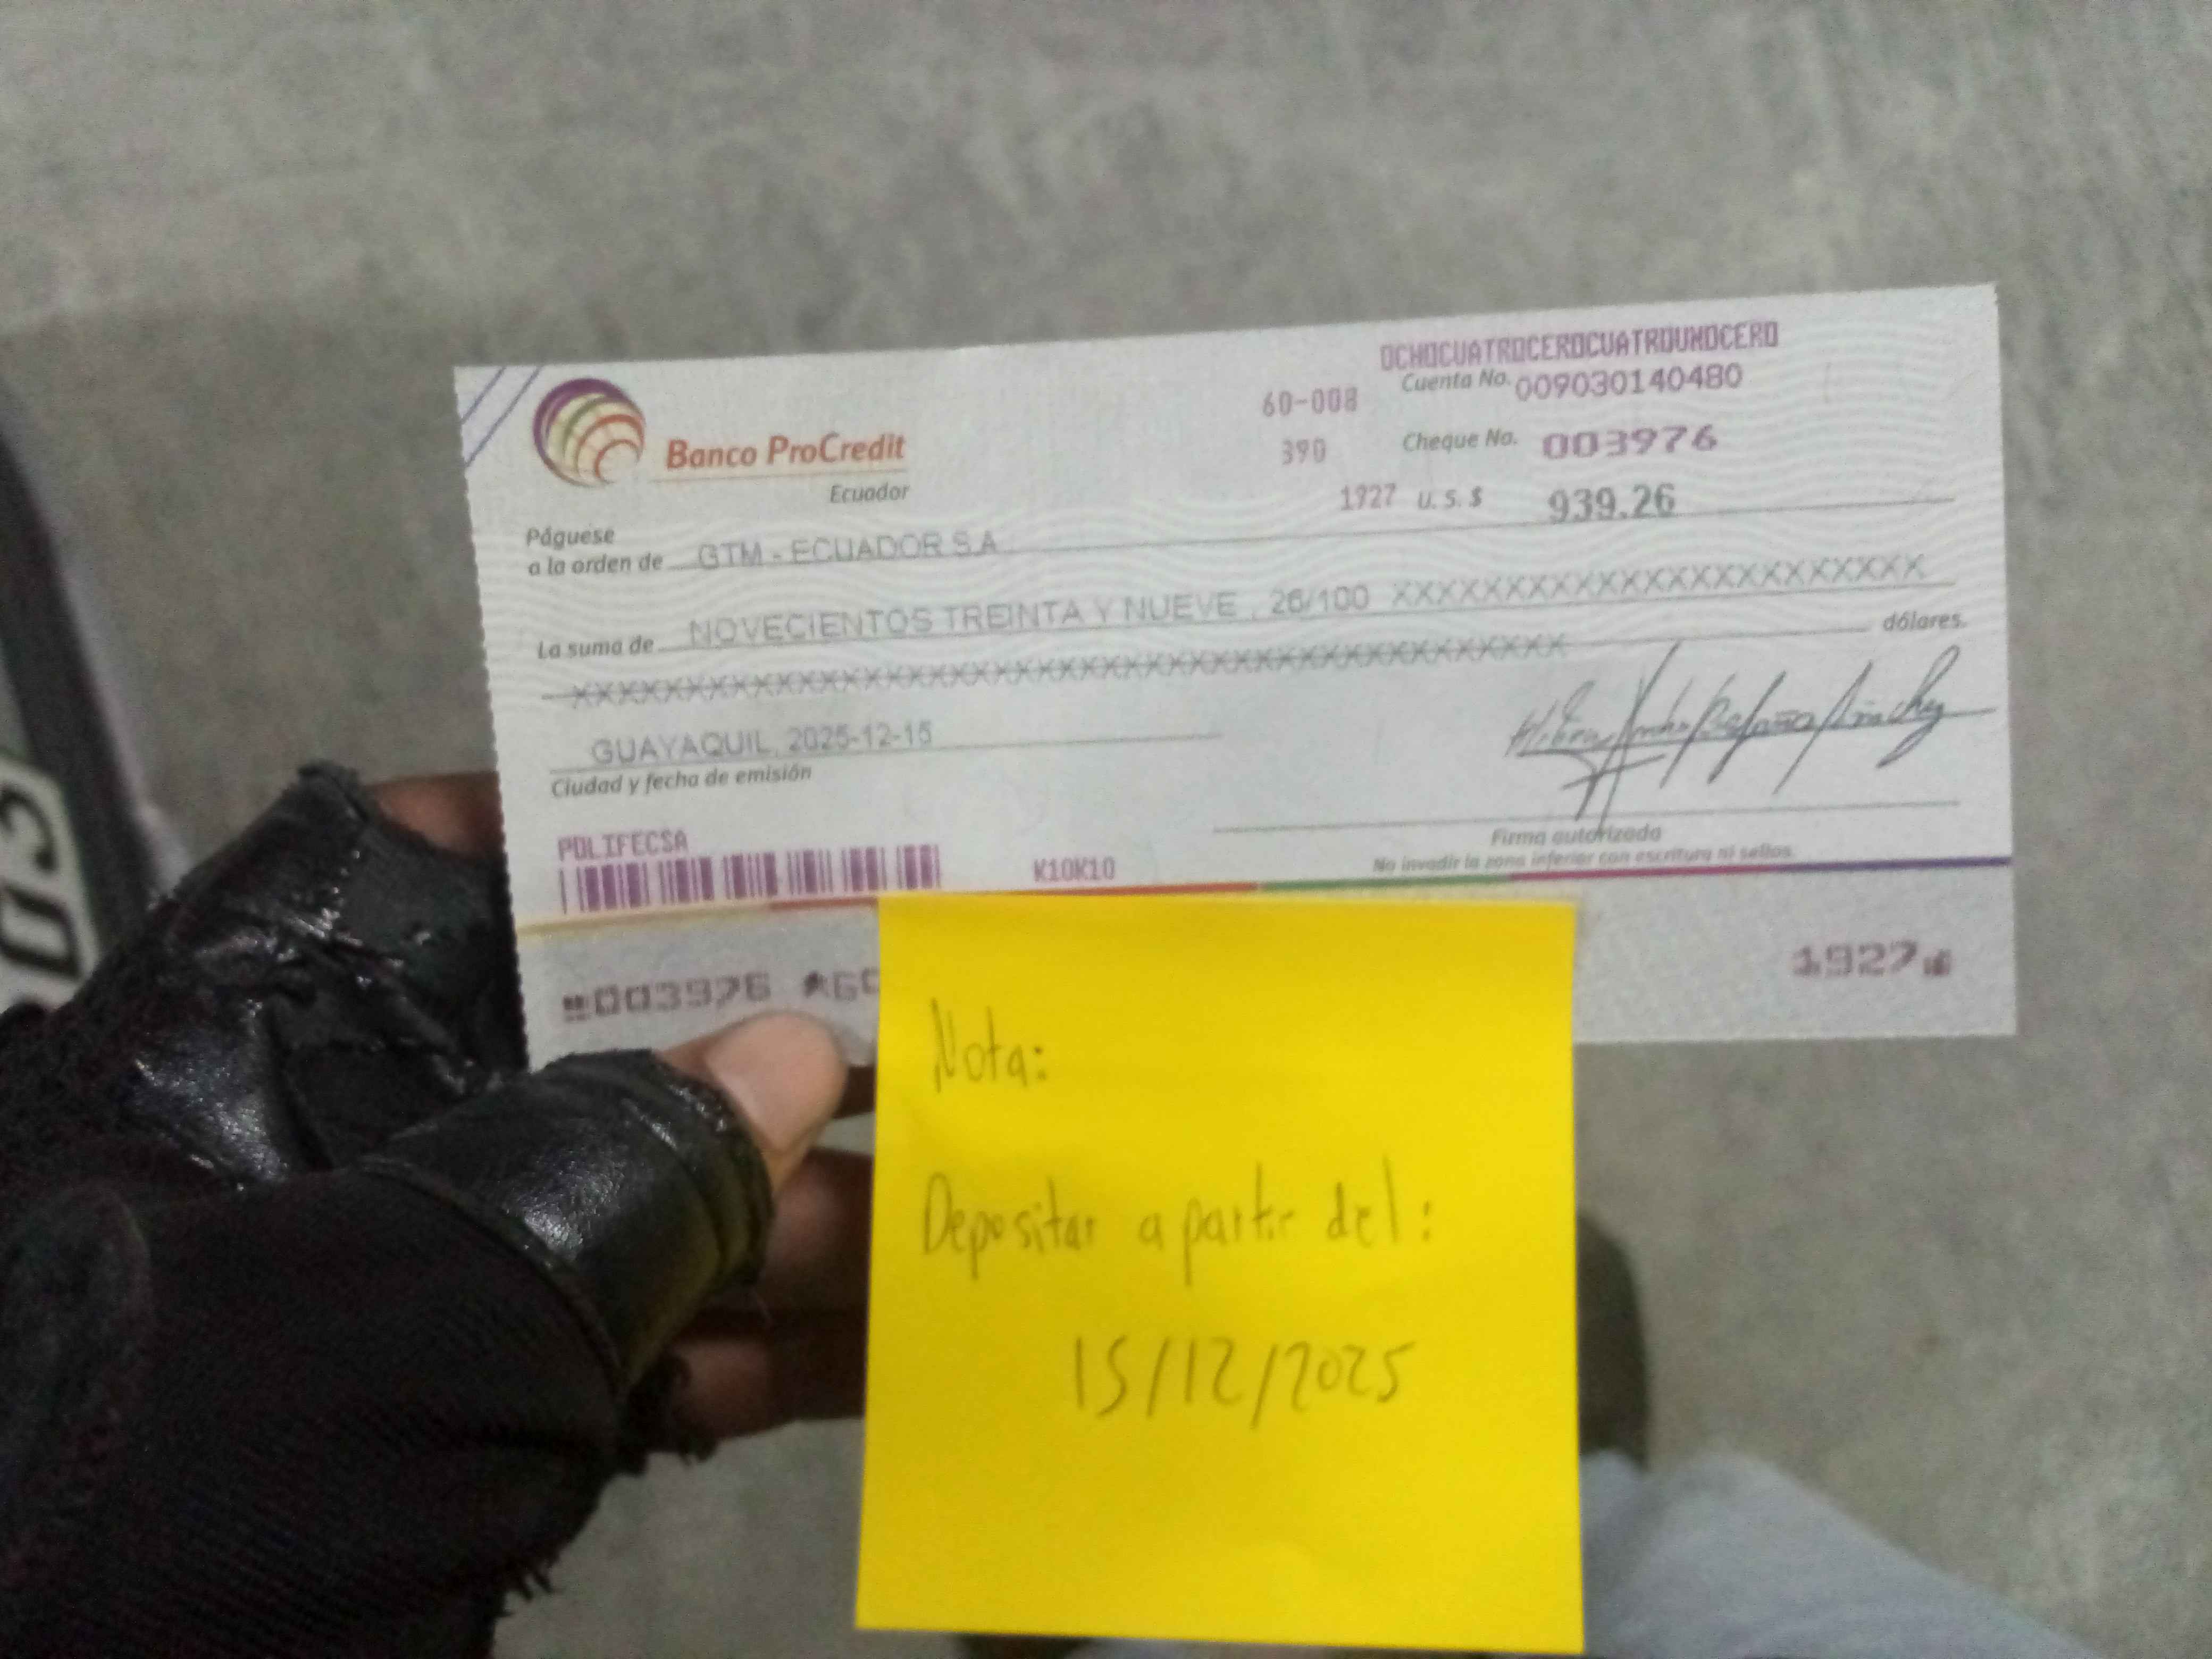 OCHOCUATROCEROCUATROUNOCERO
60-008 Cuenta No. 009030140480
Banco ProCredit
Ecuador
390 Cheque No. 003976
1927 U.S.$ 939.26
Páguese
a la orden de GTM - ECUADOR S.A
La suma de NOVECIENTOS TREINTA Y NUEVE , 26/100 XXXXXXXXXXXXXXXXXXXXXXXX
dólares.
XXXXXXXXXXXXXXXXXXXXXXXXXXXXXXXXXXXXXXXXXXX
GUAYAQUIL, 2025-12-15
Ciudad y fecha de emisión
Firma autorizada
No invadir la zona inferior con escritura ni sellos.
POLIFECSA
K10K10
003976 1927
Nota:
Depositar a partir del:
15/12/2025